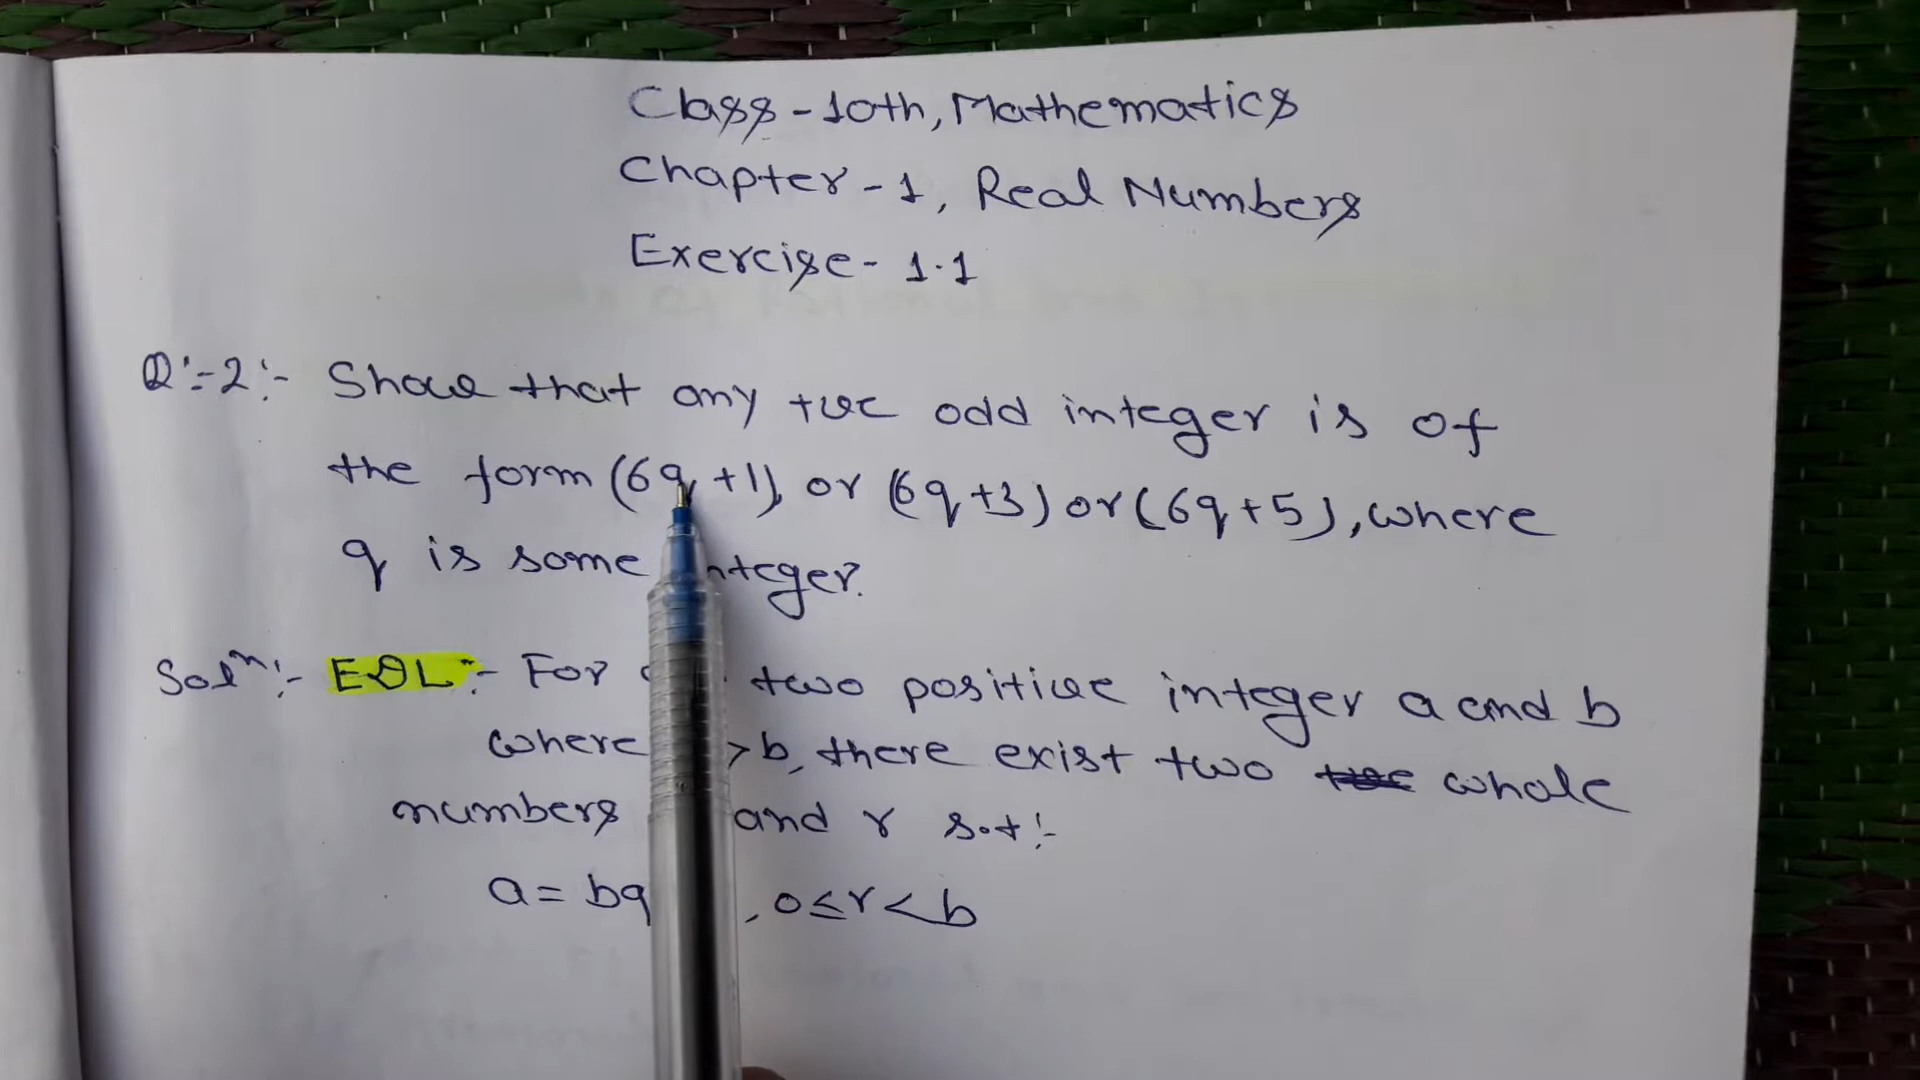 Class-10th, Mathematics
Chapter-1, Real Numbers
Exercise-1.1
Q:-2:- Show that any +ve odd integer is of
the form (6q+1), or (6q+3) or (6q+5), where
q is some integer.
Soln:- EDL:- For two positive integer a and b
where >b, there exist two whole
numbers and r s.t:-
a= bq , 0≤r<b